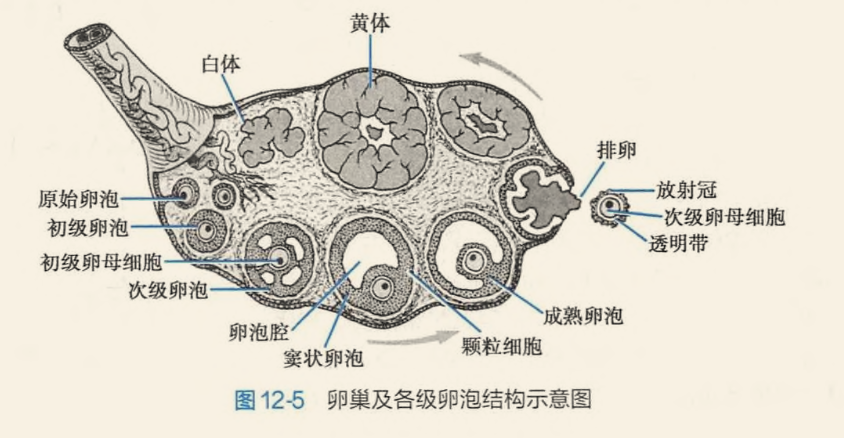 黄体
白体
排卵
放射冠
次级卵母细胞
透明带
原始卵泡
初级卵泡
初级卵母细胞
次级卵泡
卵泡腔
窦状卵泡
颗粒细胞
成熟卵泡
图 12-5 卵巢及各级卵泡结构示意图